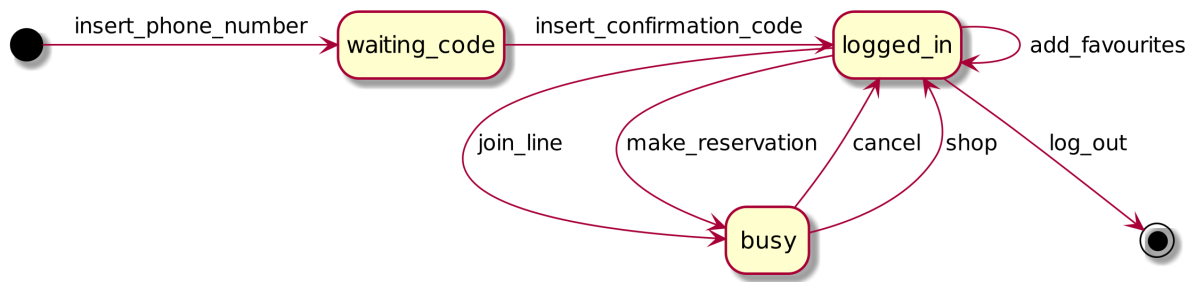 insert_phone_number
waiting_code
insert_confirmation_code
logged_in
add_favourites
join_line
make_reservation
cancel
shop
log_out
busy